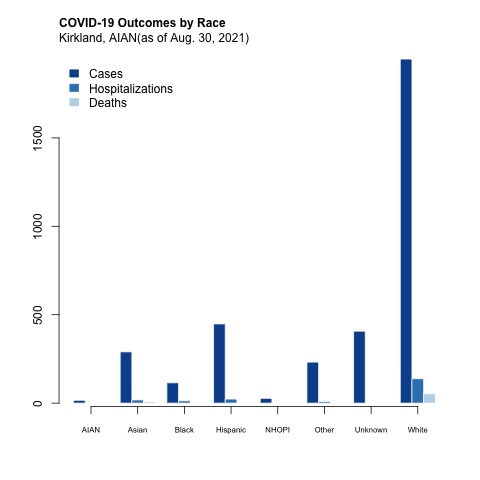 COVID-19 Outcomes by Race
Kirkland, AIAN(as of Aug. 30, 2021)
Cases
Hospitalizations
Deaths
1500
1000
500
0
AIAN Asian Black Hispanic NHOPI Other Unknown White